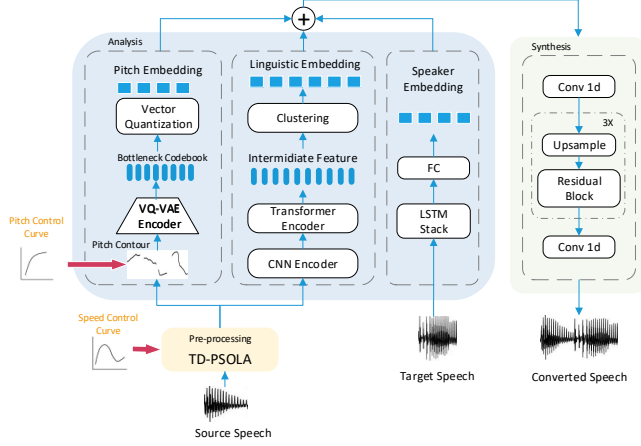 Analysis
Synthesis
Pitch Embedding
Linguistic Embedding
Speaker
Embedding
Vector
Quantization
Clustering
Bottleneck Codebook
Intermidiate Feature
VQ-VAE
Encoder
Transformer
Encoder
FC
LSTM
Stack
Pitch Control
Curve
Pitch Contour
CNN Encoder
Conv 1d
3X
Upsample
Residual
Block
Conv 1d
Speed Control
Curve
Pre-processing
TD-PSOLA
Source Speech
Target Speech
Converted Speech